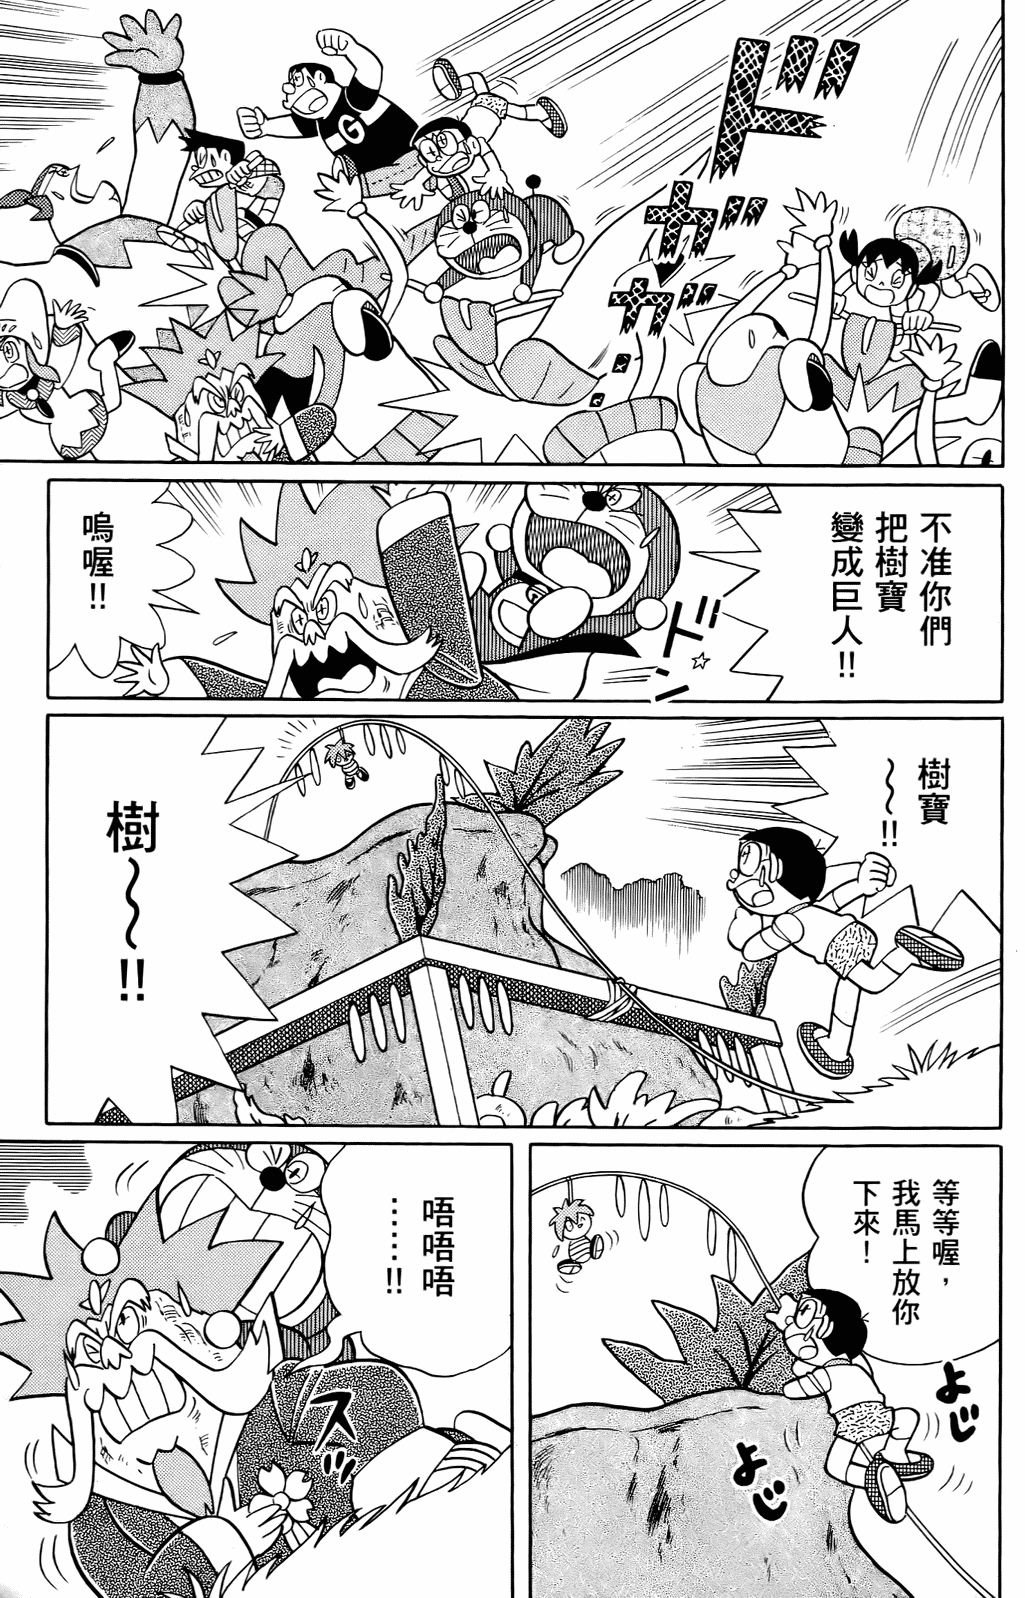 ドガガガ…
G
不准你們
把樹寶
變成巨人!!
ドン
嗚喔!!
樹寶
～～!!
樹～～!!
等等喔，
我馬上放你
下來！
よじ
よじ
唔唔唔
……!!
スッ